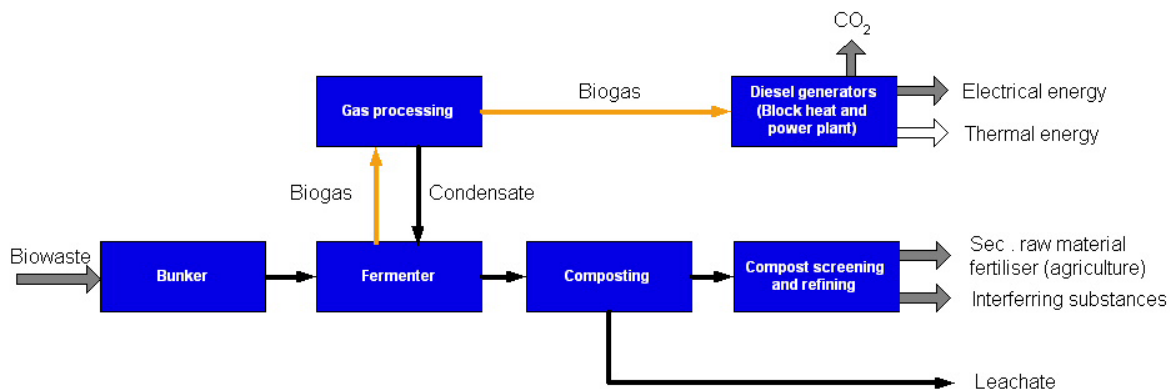 CO2
Gas processing
Biogas
Diesel generators
(Block heat and
power plant)
Electrical energy
Thermal energy
Biogas
Condensate
Biowaste
Bunker
Fermenter
Composting
Compost screening
and refining
Sec . raw material
fertiliser (agriculture)
Interferring substances
Leachate